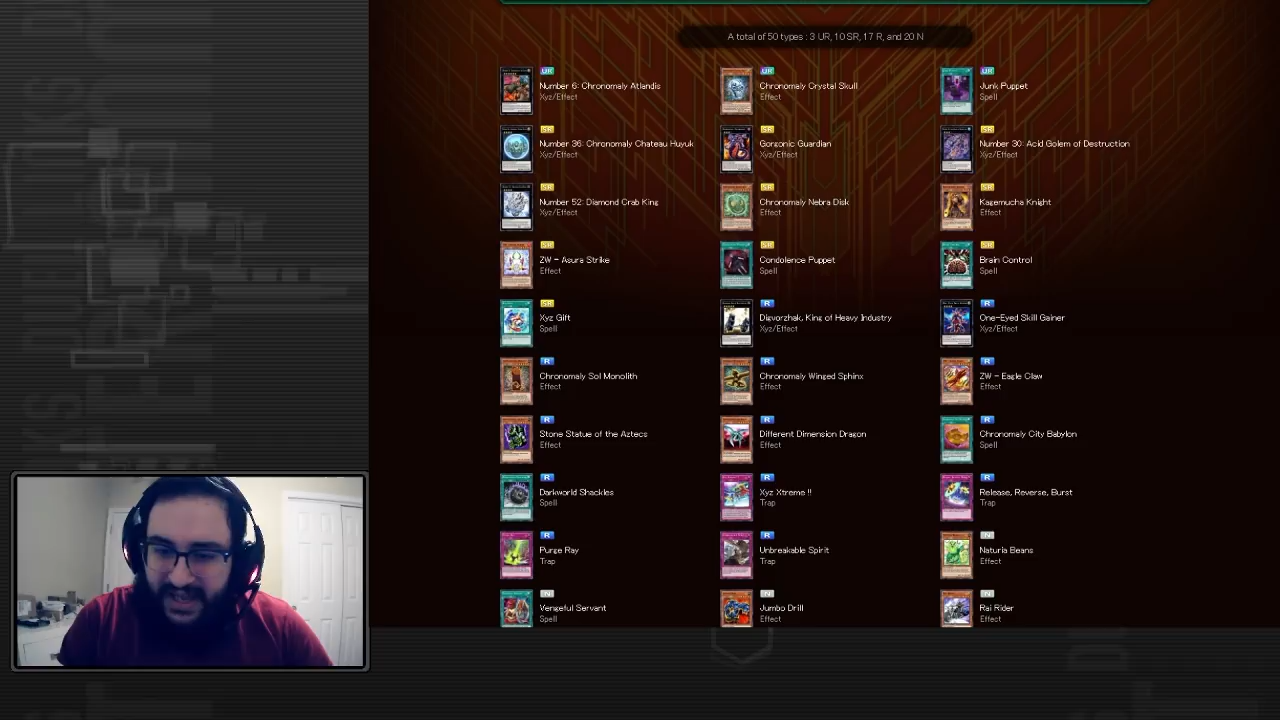 A total of 50 types : 3 UR, 10 SR, 17 R, and 20 N
UR UR UR
Number 6: Chronomaly Atlandis Chronomaly Crystal Skull Junk Puppet
Xyz/Effect Effect Spell
SR SR SR
Number 36: Chronomaly Chateau Huyuk Gorgonic Guardian Number 30: Acid Golem of Destruction
Xyz/Effect Xyz/Effect Xyz/Effect
SR SR SR
Number 52: Diamond Crab King Chronomaly Nebra Disk Kagemucha Knight
Xyz/Effect Effect Effect
SR SR SR
ZW - Asura Strike Condolence Puppet Brain Control
Effect Spell Spell
SR R R
Xyz Gift Digvorzhak, King of Heavy Industry One-Eyed Skill Gainer
Spell Xyz/Effect Xyz/Effect
R R R
Chronomaly Sol Monolith Chronomaly Winged Sphinx ZW - Eagle Claw
Effect Effect Effect
R R R
Stone Statue of the Aztecs Different Dimension Dragon Chronomaly City Babylon
Effect Effect Spell
R R R
Darkworld Shackles Xyz Xtreme !! Release, Reverse, Burst
Spell Trap Trap
R R N
Purge Ray Unbreakable Spirit Naturia Beans
Trap Trap Effect
N N N
Vengeful Servant Jumbo Drill Rai Rider
Spell Effect Effect